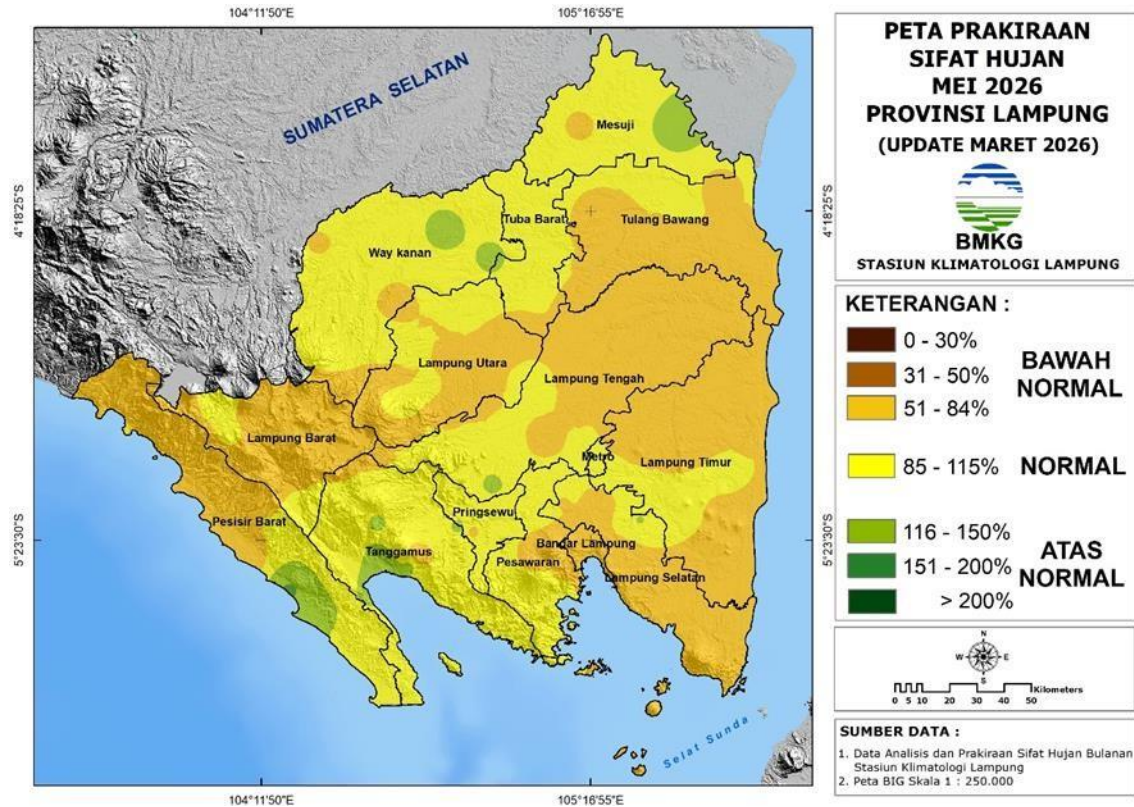 104°11'50"E
105°16'55"E
4°18'25"S
5°23'30"S
4°18'25"S
5°23'30"S
104°11'50"E
105°16'55"E
SUMATERA SELATAN
Mesuji
Tuba Barat
Tulang Bawang
Way kanan
Lampung Utara
Lampung Tengah
Lampung Barat
Metro
Lampung Timur
Pesisir Barat
Pringsewu
Tanggamus
Bandar Lampung
Pesawaran
Lampung Selatan
Selat Sunda
PETA PRAKIRAAN
SIFAT HUJAN
MEI 2026
PROVINSI LAMPUNG
(UPDATE MARET 2026)
BMKG
STASIUN KLIMATOLOGI LAMPUNG
KETERANGAN :
0 - 30%
31 - 50%
51 - 84%
BAWAH
NORMAL
85 - 115%
NORMAL
116 - 150%
151 - 200%
> 200%
ATAS
NORMAL
N
W
E
S
Kilometers
0 5 10 20 30 40 50
SUMBER DATA :
1. Data Analisis dan Prakiraan Sifat Hujan Bulanan
Stasiun Klimatologi Lampung
2. Peta BIG Skala 1 : 250.000